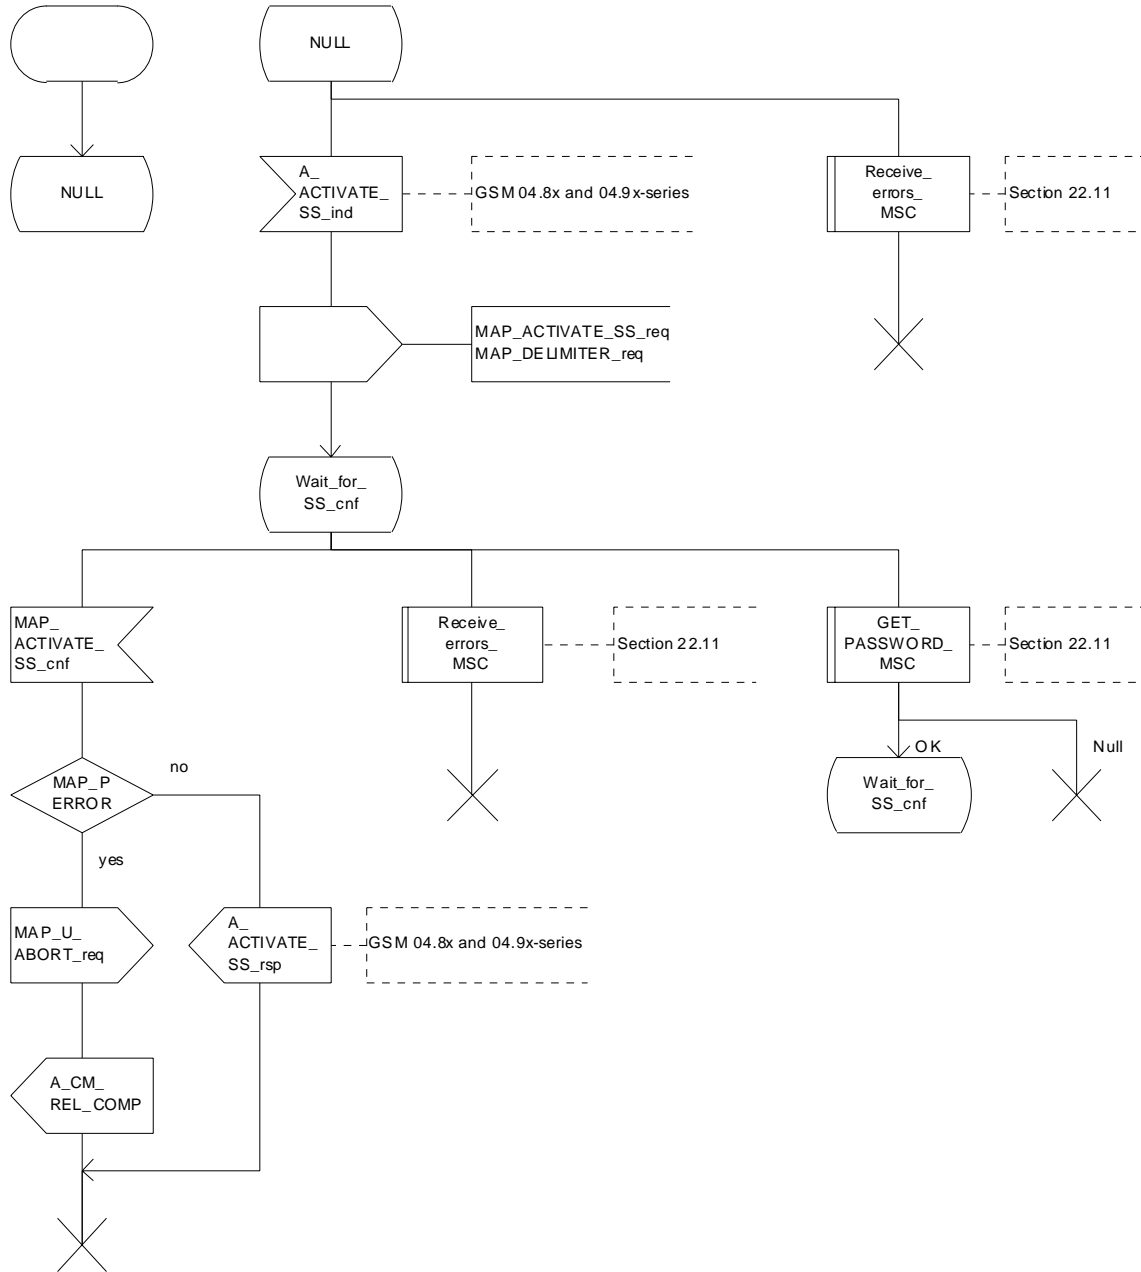 NULL
NULL
A_
ACTIVATE_
SS_ind
GSM 04.8x and 04.9x-series
Receive_
errors_
MSC
Section 22.11
MAP_ACTIVATE_SS_req
MAP_DELIMITER_req
Wait_for_
SS_cnf
MAP_
ACTIVATE_
SS_cnf
Receive_
errors_
MSC
Section 22.11
GET_
PASSWORD_
MSC
Section 22.11
OK
Null
no
MAP_P
ERROR
Wait_for_
SS_cnf
yes
MAP_U_
ABORT_req
A_
ACTIVATE_
SS_rsp
GSM 04.8x and 04.9x-series
A_CM_
REL_COMP